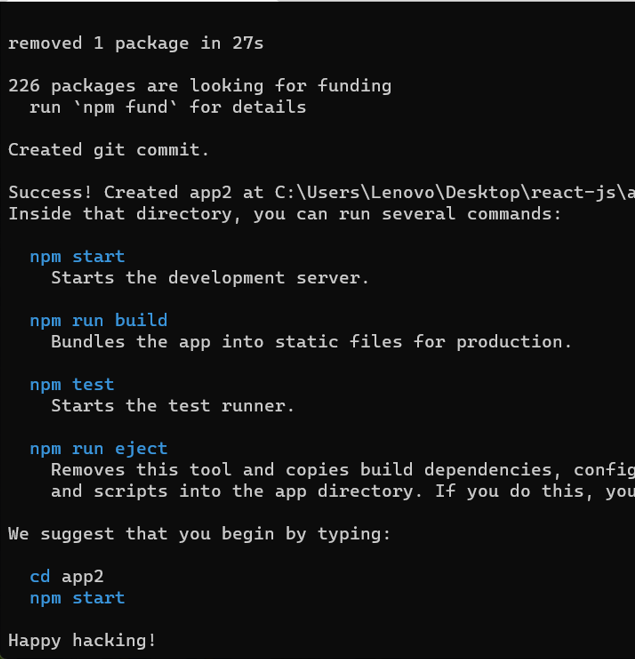 removed 1 package in 27s
226 packages are looking for funding
run `npm fund` for details
Created git commit.
Success! Created app2 at C:\Users\Lenovo\Desktop\react-js\a
Inside that directory, you can run several commands:
npm start
Starts the development server.
npm run build
Bundles the app into static files for production.
npm test
Starts the test runner.
npm run eject
Removes this tool and copies build dependencies, config
and scripts into the app directory. If you do this, you
We suggest that you begin by typing:
cd app2
npm start
Happy hacking!